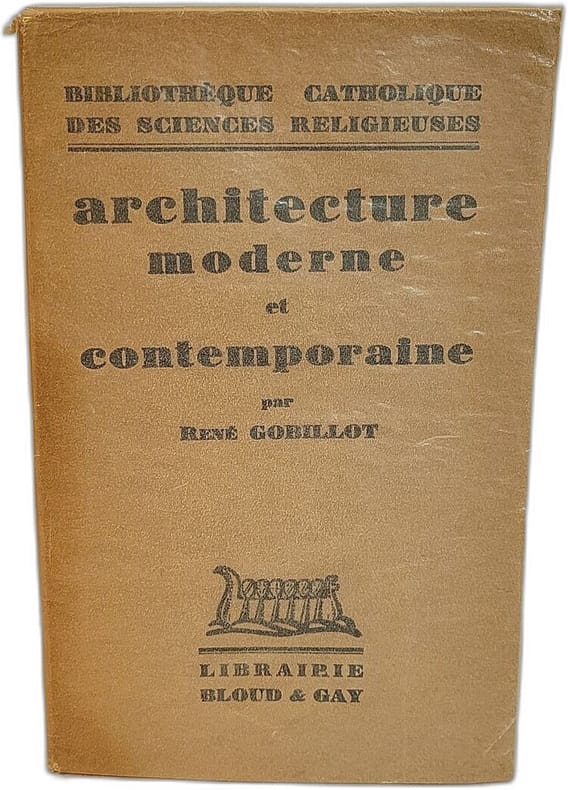 BIBLIOTHÈQUE CATHOLIQUE
DES SCIENCES RELIGIEUSES
architecture
moderne
et
contemporaine
par
RENÉ GOBILLOT
LIBRAIRIE
BLOUD & GAY